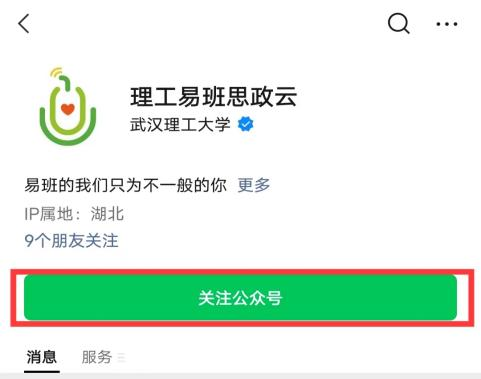 理工易班思政云
武汉理工大学
易班的我们只为不一般的你 更多
IP属地：湖北
9个朋友关注
关注公众号
消息 服务